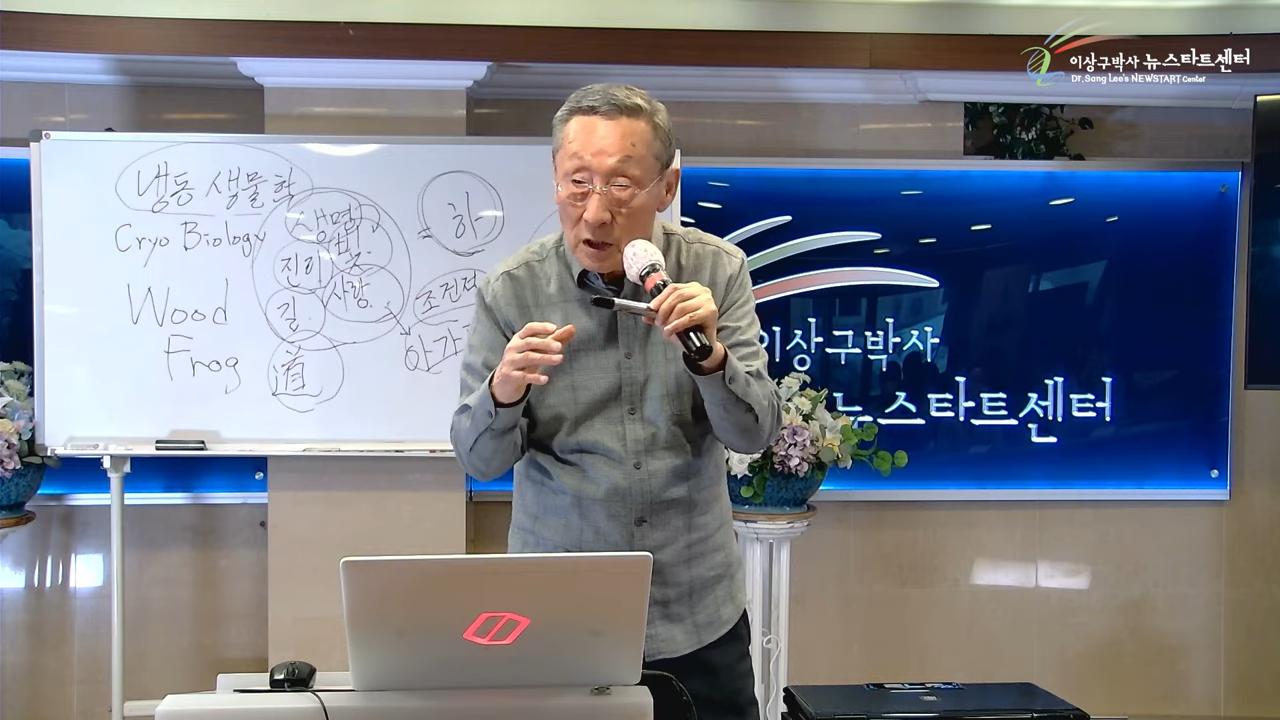 이상구박사 뉴스타트센터
Dr. Sang Lee's NEWSTART Center
냉동 생물학
Cryo Biology
Wood
Frog
생명
빛
진리
사랑
길
道
하
조건적
이상구박사
뉴스타트센터